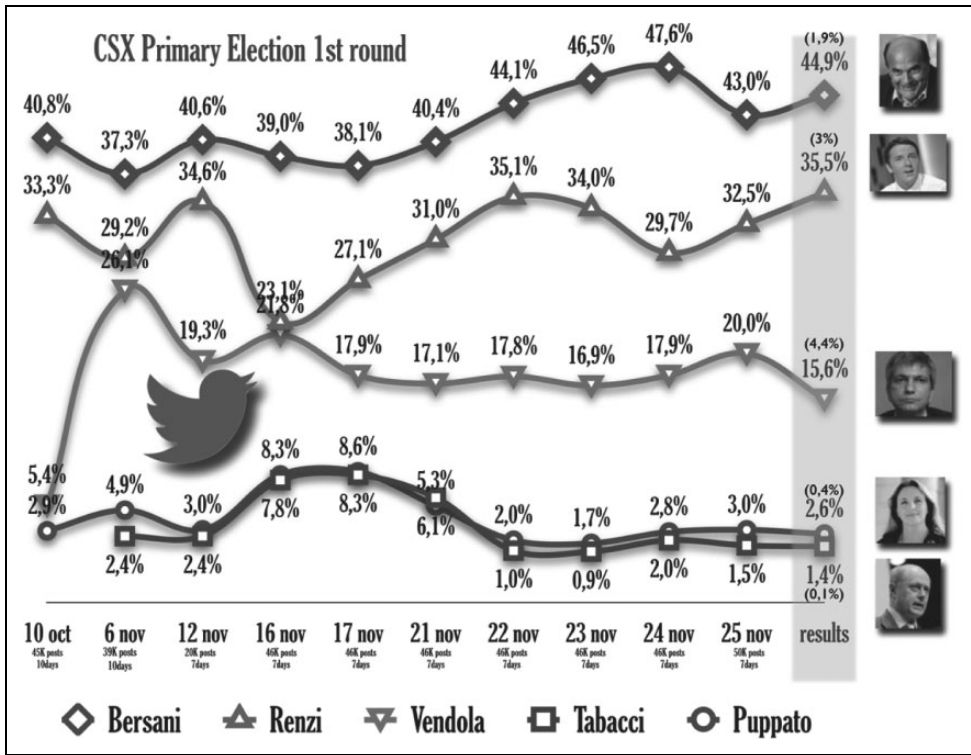 CSX Primary Election 1st round
40,8% 37,3% 40,6% 39,0% 38,1% 40,4% 44,1% 46,5% 47,6% 43,0% (1,9%) 44,9%
33,3% 29,2% 34,6% 23,1% 27,1% 31,0% 35,1% 34,0% 29,7% 32,5% (3%) 35,5%
5,4% 26,1% 19,3% 21,8% 17,9% 17,1% 17,8% 16,9% 17,9% 20,0% (4,4%) 15,6%
2,9% 4,9% 3,0% 8,3% 8,6% 5,3% 2,0% 1,7% 2,8% 3,0% (0,4%) 2,6%
2,4% 2,4% 7,8% 8,3% 6,1% 1,0% 0,9% 2,0% 1,5% 1,4% (0,1%)
10 oct 6 nov 12 nov 16 nov 17 nov 21 nov 22 nov 23 nov 24 nov 25 nov results
45K posts 39K posts 20K posts 46K posts 46K posts 46K posts 46K posts 46K posts 46K posts 50K posts
10days 10days 7days 7days 7days 7days 7days 7days 7days 7days
Bersani Renzi Vendola Tabacci Puppato